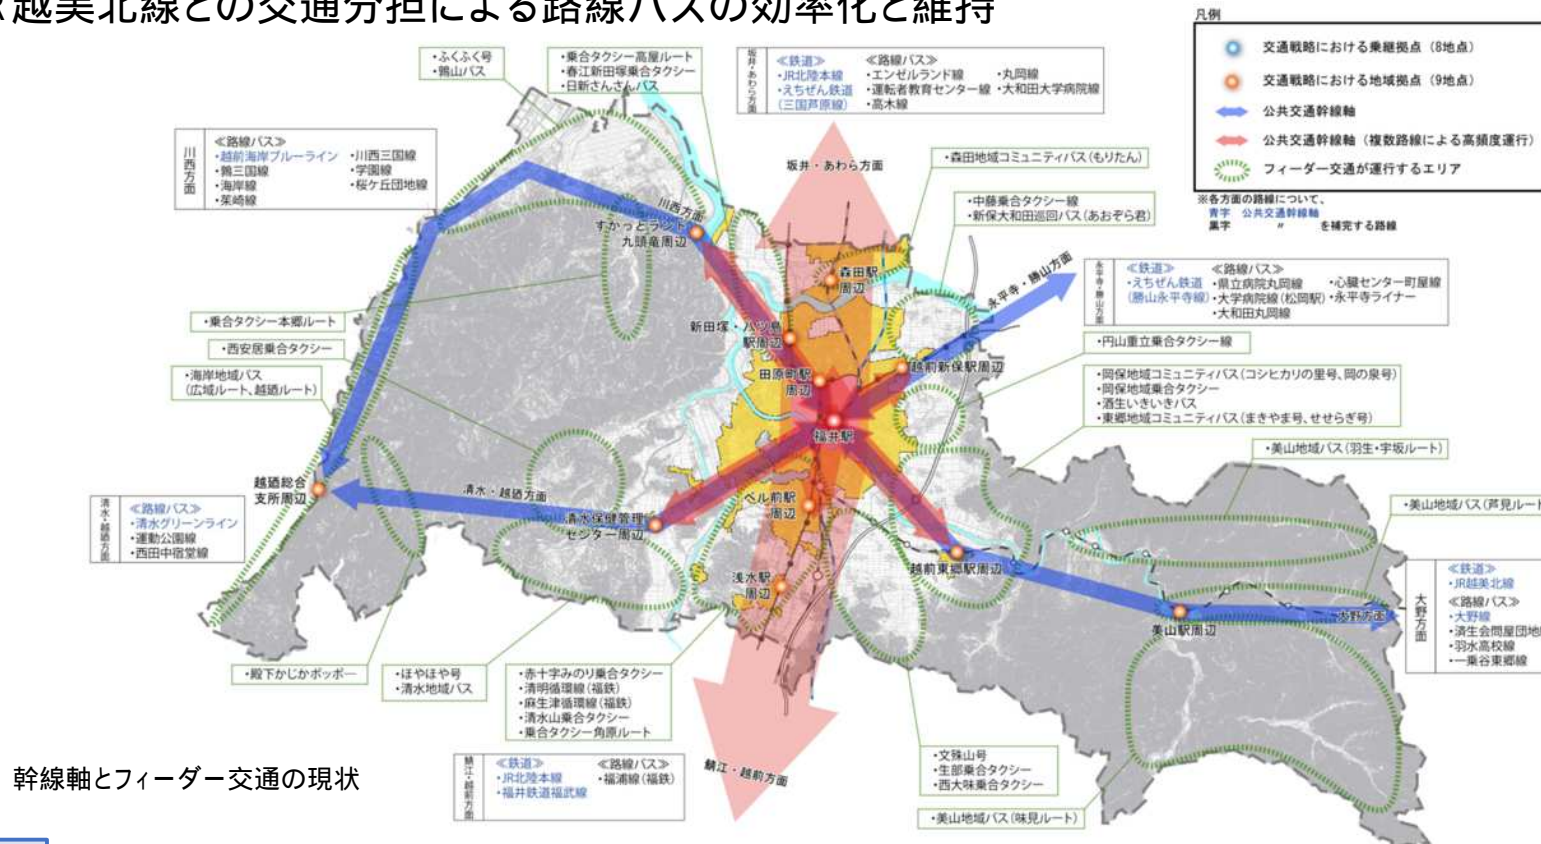 越美北線との交通分担による路線バスの効率化と維持
凡例
交通戦略における乗継拠点（8地点）
交通戦略における地域拠点（9地点）
公共交通幹線軸
公共交通幹線軸（複数路線による高頻度運行）
フィーダー交通が運行するエリア
※各方面の路線について、
青字　公共交通幹線軸
黒字　　〃　　を補完する路線
・ふくふく号
・鶉山バス
・乗合タクシー高屋ルート
・春江新田塚乗合タクシー
・日新さんさんバス
坂井・あわら方面
≪鉄道≫
・JR北陸本線
・えちぜん鉄道
(三国芦原線)
≪路線バス≫
・エンゼルランド線
・運転者教育センター線
・高木線
・丸岡線
・大和田大学病院線
川西方面
≪路線バス≫
・越前海岸ブルーライン
・鶉三国線
・海岸線
・茱崎線
・川西三国線
・学園線
・桜ケ丘団地線
坂井・あわら方面
・森田地域コミュニティバス(もりたん)
・中藤乗合タクシー線
・新保大和田巡回バス(あおぞら君)
川西方面
すかっとランド
九頭竜周辺
森田駅
周辺
永平寺・勝山方面
永平寺・勝山方面
≪鉄道≫
・えちぜん鉄道
(勝山永平寺線)
≪路線バス≫
・県立病院丸岡線
・大学病院線(松岡駅)
・大和田丸岡線
・心臓センター町屋線
・永平寺ライナー
・乗合タクシー本郷ルート
・西安居乗合タクシー
・海岸地域バス
(広域ルート、越廼ルート)
新田塚・八ツ島
駅周辺
田原町駅
周辺
越前新保駅周辺
福井駅
・円山重立乗合タクシー線
・岡保地域コミュニティバス(コシヒカリの里号、岡の泉号)
・岡保地域乗合タクシー
・酒生いきいきバス
・東郷地域コミュニティバス(まきやま号、せせらぎ号)
・美山地域バス(羽生・宇坂ルート)
・美山地域バス(芦見ルート
越廼総合
支所周辺
清水・越廼方面
清水・越廼方面
≪路線バス≫
・清水グリーンライン
・運動公園線
・西田中宿堂線
清水保健管理
センター周辺
ベル前駅
周辺
浅水駅
周辺
越前東郷駅周辺
美山駅周辺
大野方面
大野方面
≪鉄道≫
・JR越美北線
≪路線バス≫
・大野線
・済生会問屋団地
・羽水高校線
・一乗谷東郷線
・殿下かじかポッポー
・ほやほや号
・清水地域バス
・赤十字みのり乗合タクシー
・清明循環線(福鉄)
・麻生津循環線(福鉄)
・清水山乗合タクシー
・乗合タクシー角原ルート
・文殊山号
・生部乗合タクシー
・西大味乗合タクシー
・美山地域バス(味見ルート)
鯖江・越前方面
鯖江・越前方面
≪鉄道≫
・JR北陸本線
・福井鉄道福武線
≪路線バス≫
・福浦線(福鉄)
幹線軸とフィーダー交通の現状